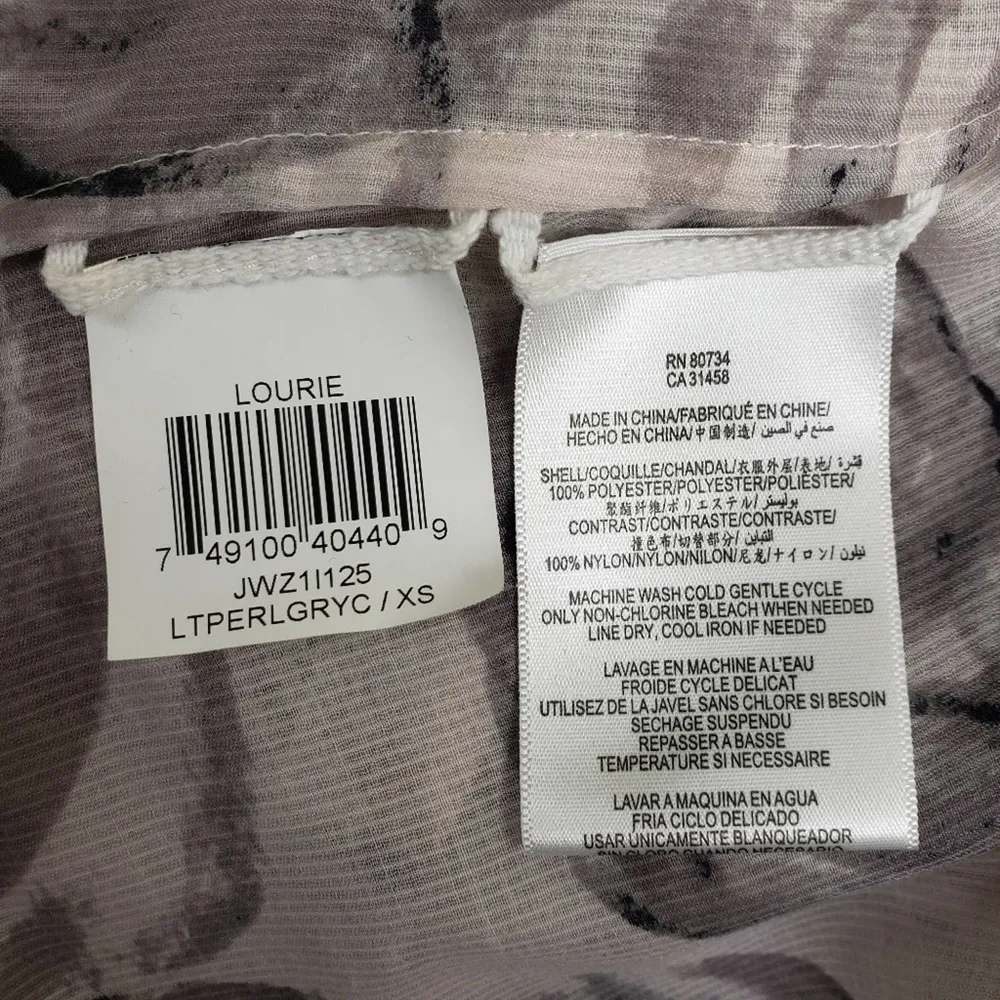 LOURIE
7 49100 40440 9
JWZ1I125
LTPERLGRYC / XS
RN 80734
CA 31458
MADE IN CHINA/FABRIQUÉ EN CHINE/
HECHO EN CHINA/中国制造/ صنع في الصين
SHELL/COQUILLE/CHANDAL/衣服外层/表地/ قشرة
100% POLYESTER/POLYESTER/POLIÉSTER/
聚酯纤维/ポリエステル/ بوليستر
CONTRAST/CONTRASTE/CONTRASTE/
撞色布/切替部分/ التباين
100% NYLON/NYLON/NILON/尼龙/ナイロン/ نيلون
MACHINE WASH COLD GENTLE CYCLE
ONLY NON-CHLORINE BLEACH WHEN NEEDED
LINE DRY, COOL IRON IF NEEDED
LAVAGE EN MACHINE A L'EAU
FROIDE CYCLE DELICAT
UTILISEZ DE LA JAVEL SANS CHLORE SI BESOIN
SECHAGE SUSPENDU
REPASSER A BASSE
TEMPERATURE SI NECESSAIRE
LAVAR A MAQUINA EN AGUA
FRIA CICLO DELICADO
USAR ÚNICAMENTE BLANQUEADOR
SIN CLORO CUANDO NECESARIO